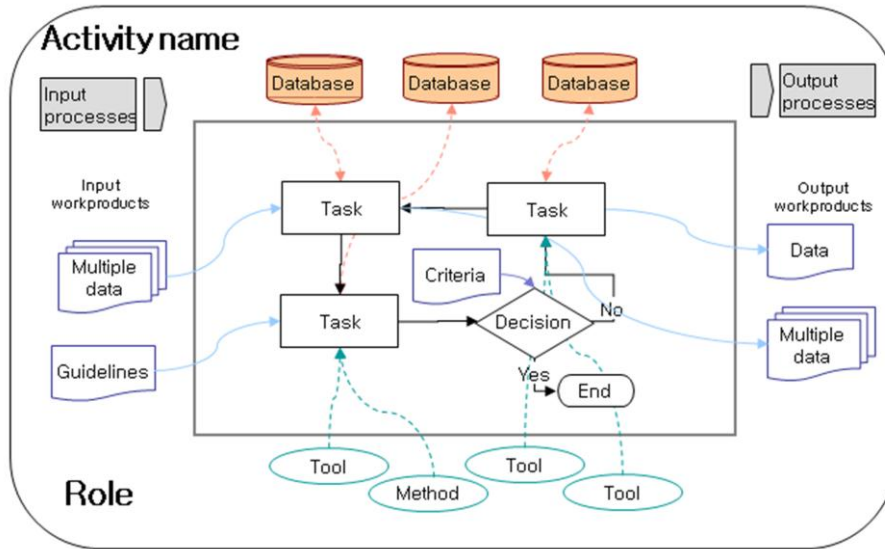 Activity name
Input
processes
Database
Database
Database
Output
processes
Input
workproducts
Output
workproducts
Task
Task
Data
Multiple
data
Criteria
Task
Decision
No
Multiple
data
Guidelines
Yes
End
Tool
Method
Tool
Tool
Role